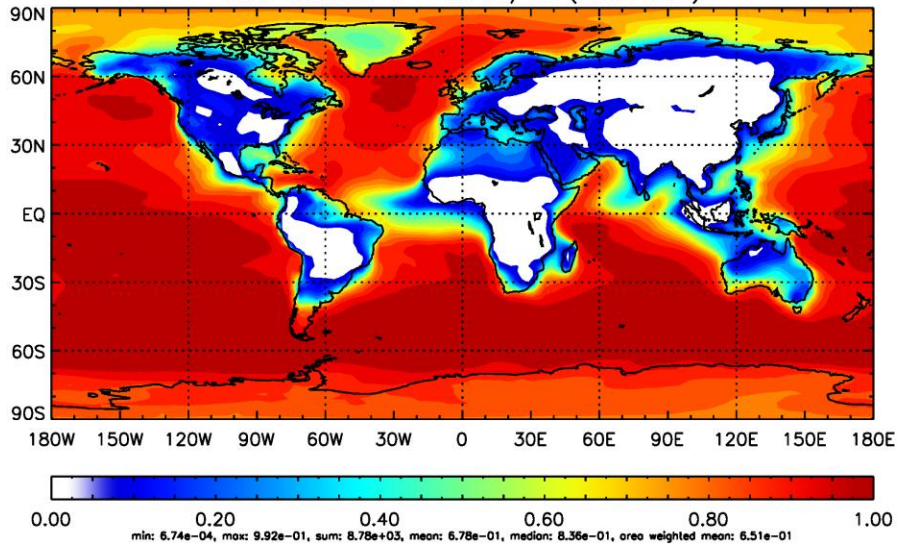 90N
60N
30N
EQ
30S
60S
90S
180W 150W 120W 90W 60W 30W 0 30E 60E 90E 120E 150E 180E
0.00 0.20 0.40 0.60 0.80 1.00
min: 6.74e-04, max: 9.92e-01, sum: 8.78e+03, mean: 6.78e-01, median: 8.36e-01, area weighted mean: 6.51e-01